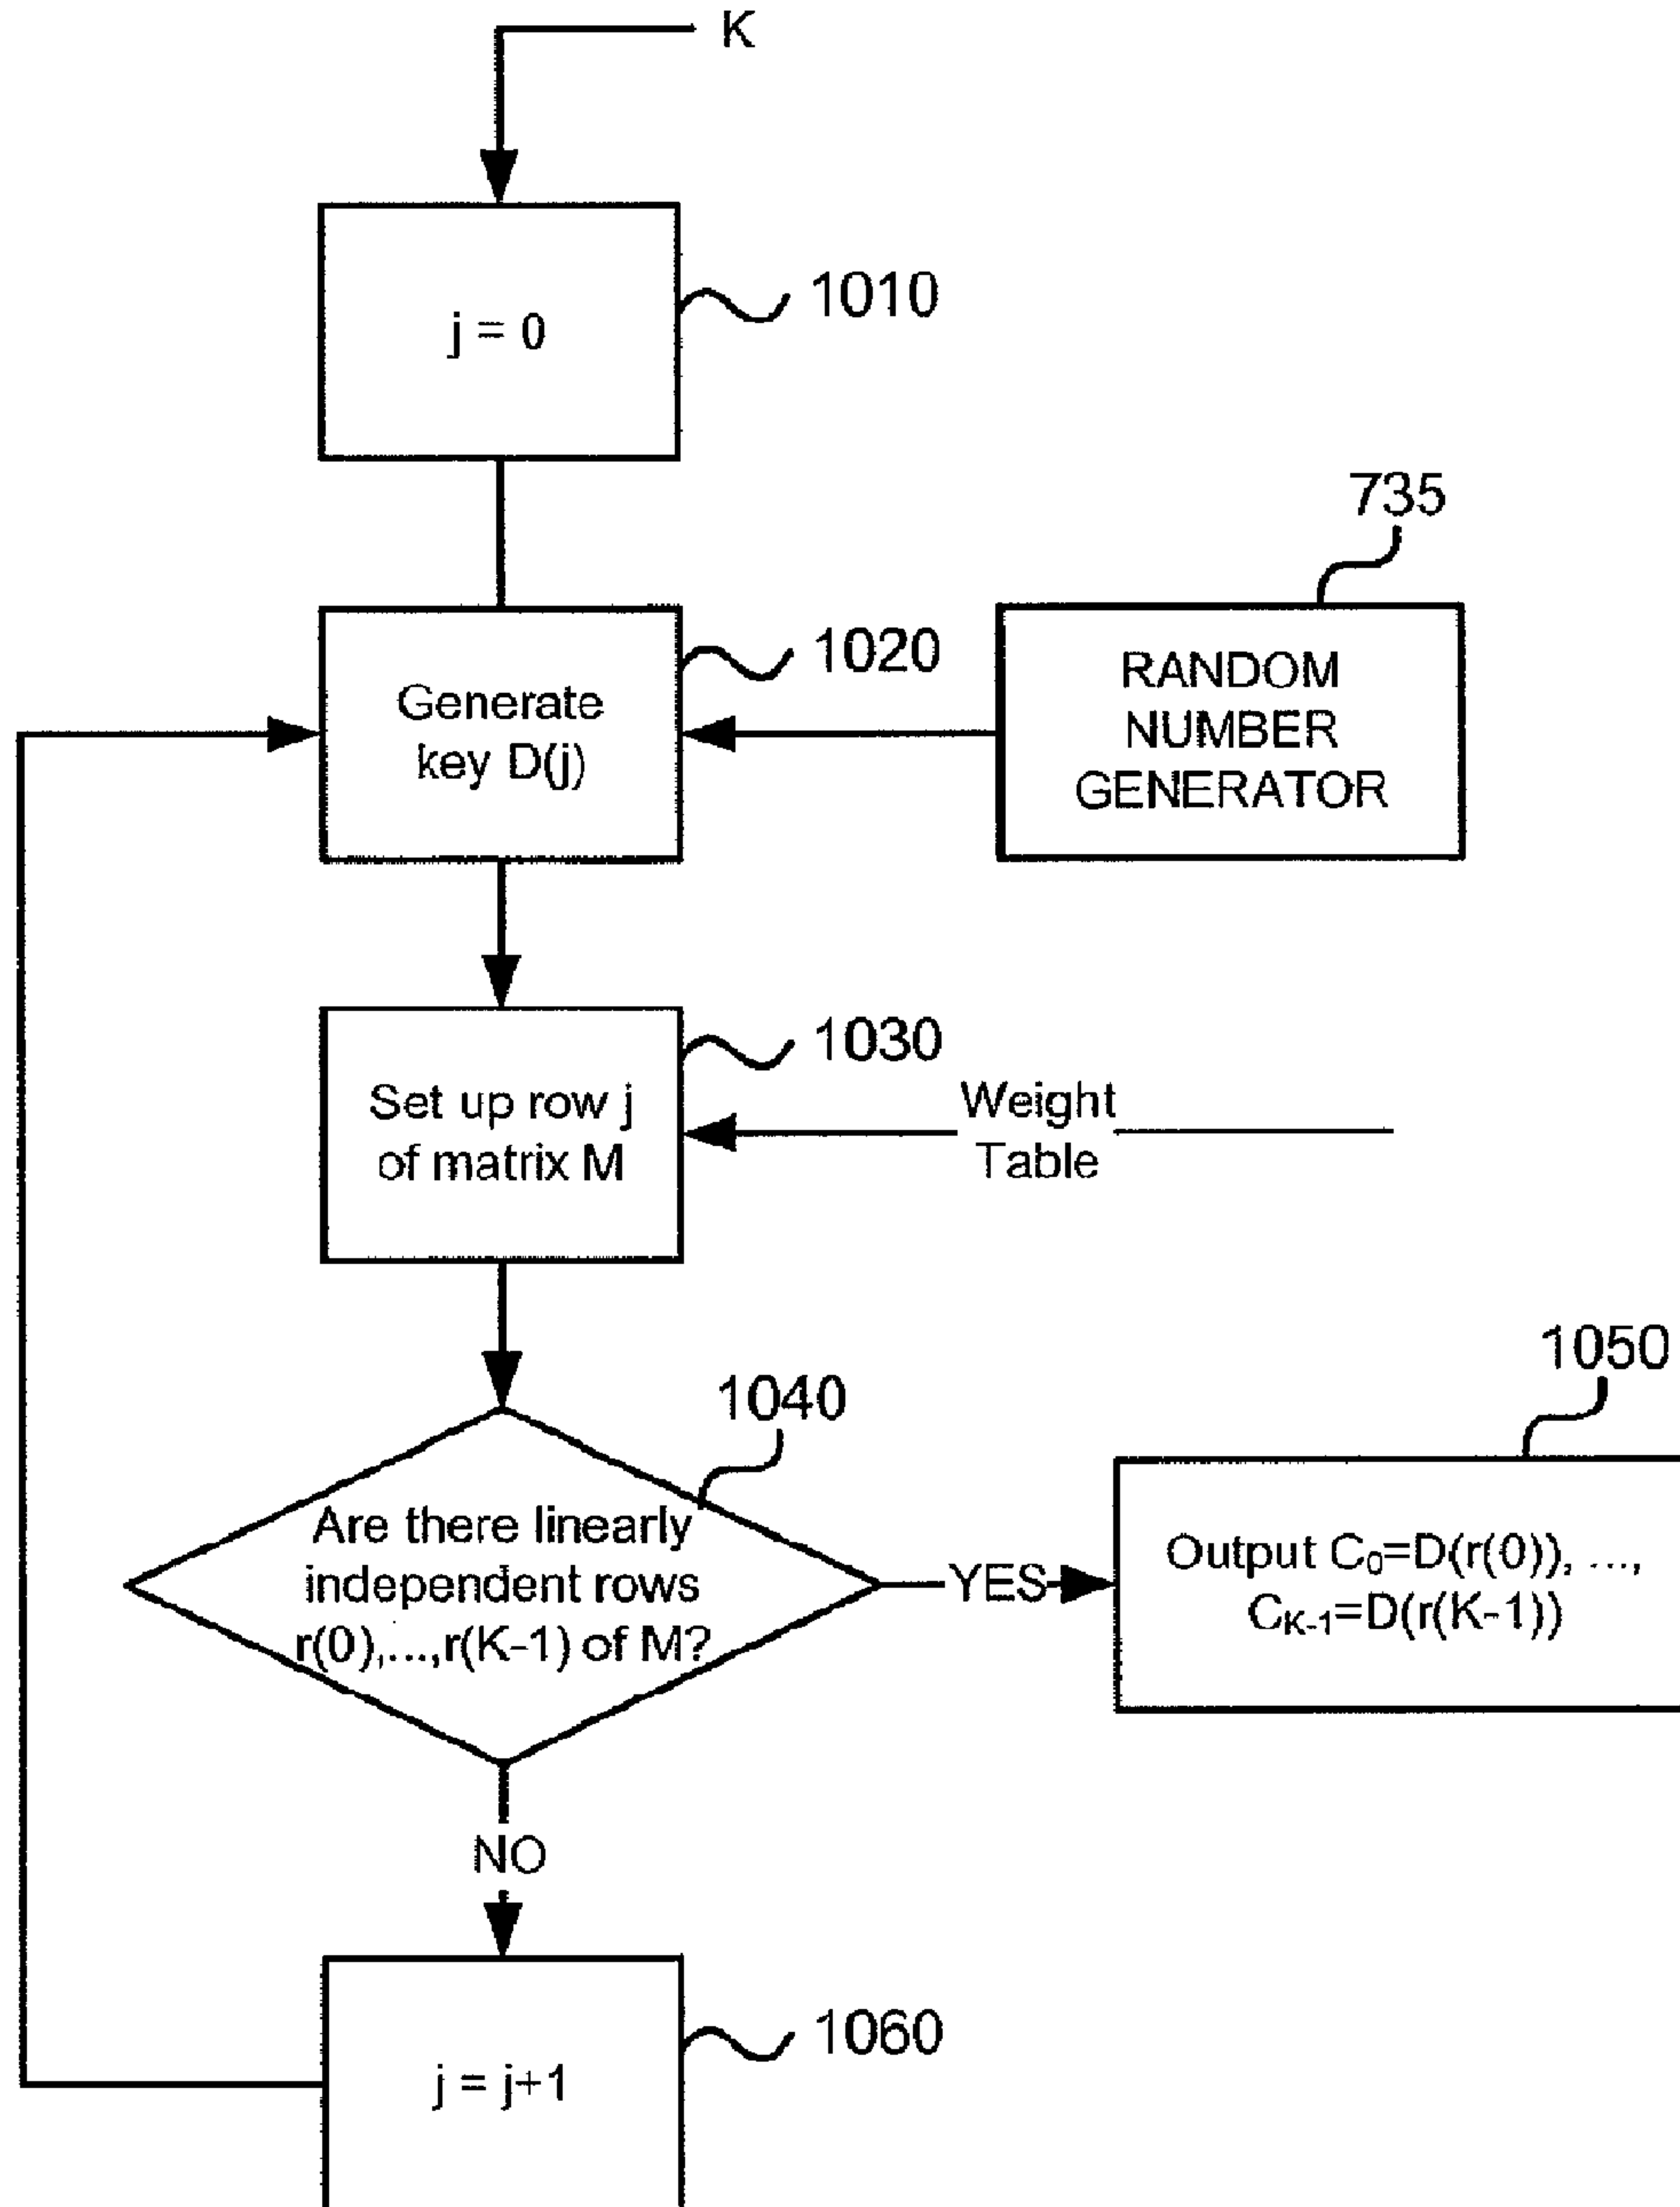 K
1010
j = 0
735
1020
Generate
key D(j)
RANDOM
NUMBER
GENERATOR
1030
Set up row j
of matrix M
Weight
Table
1040
1050
Are there linearly
independent rows
r(0),...,r(K-1) of M?
YES
Output C₀=D(r(0)), ...,
C_{K-1}=D(r(K-1))
NO
1060
j = j+1